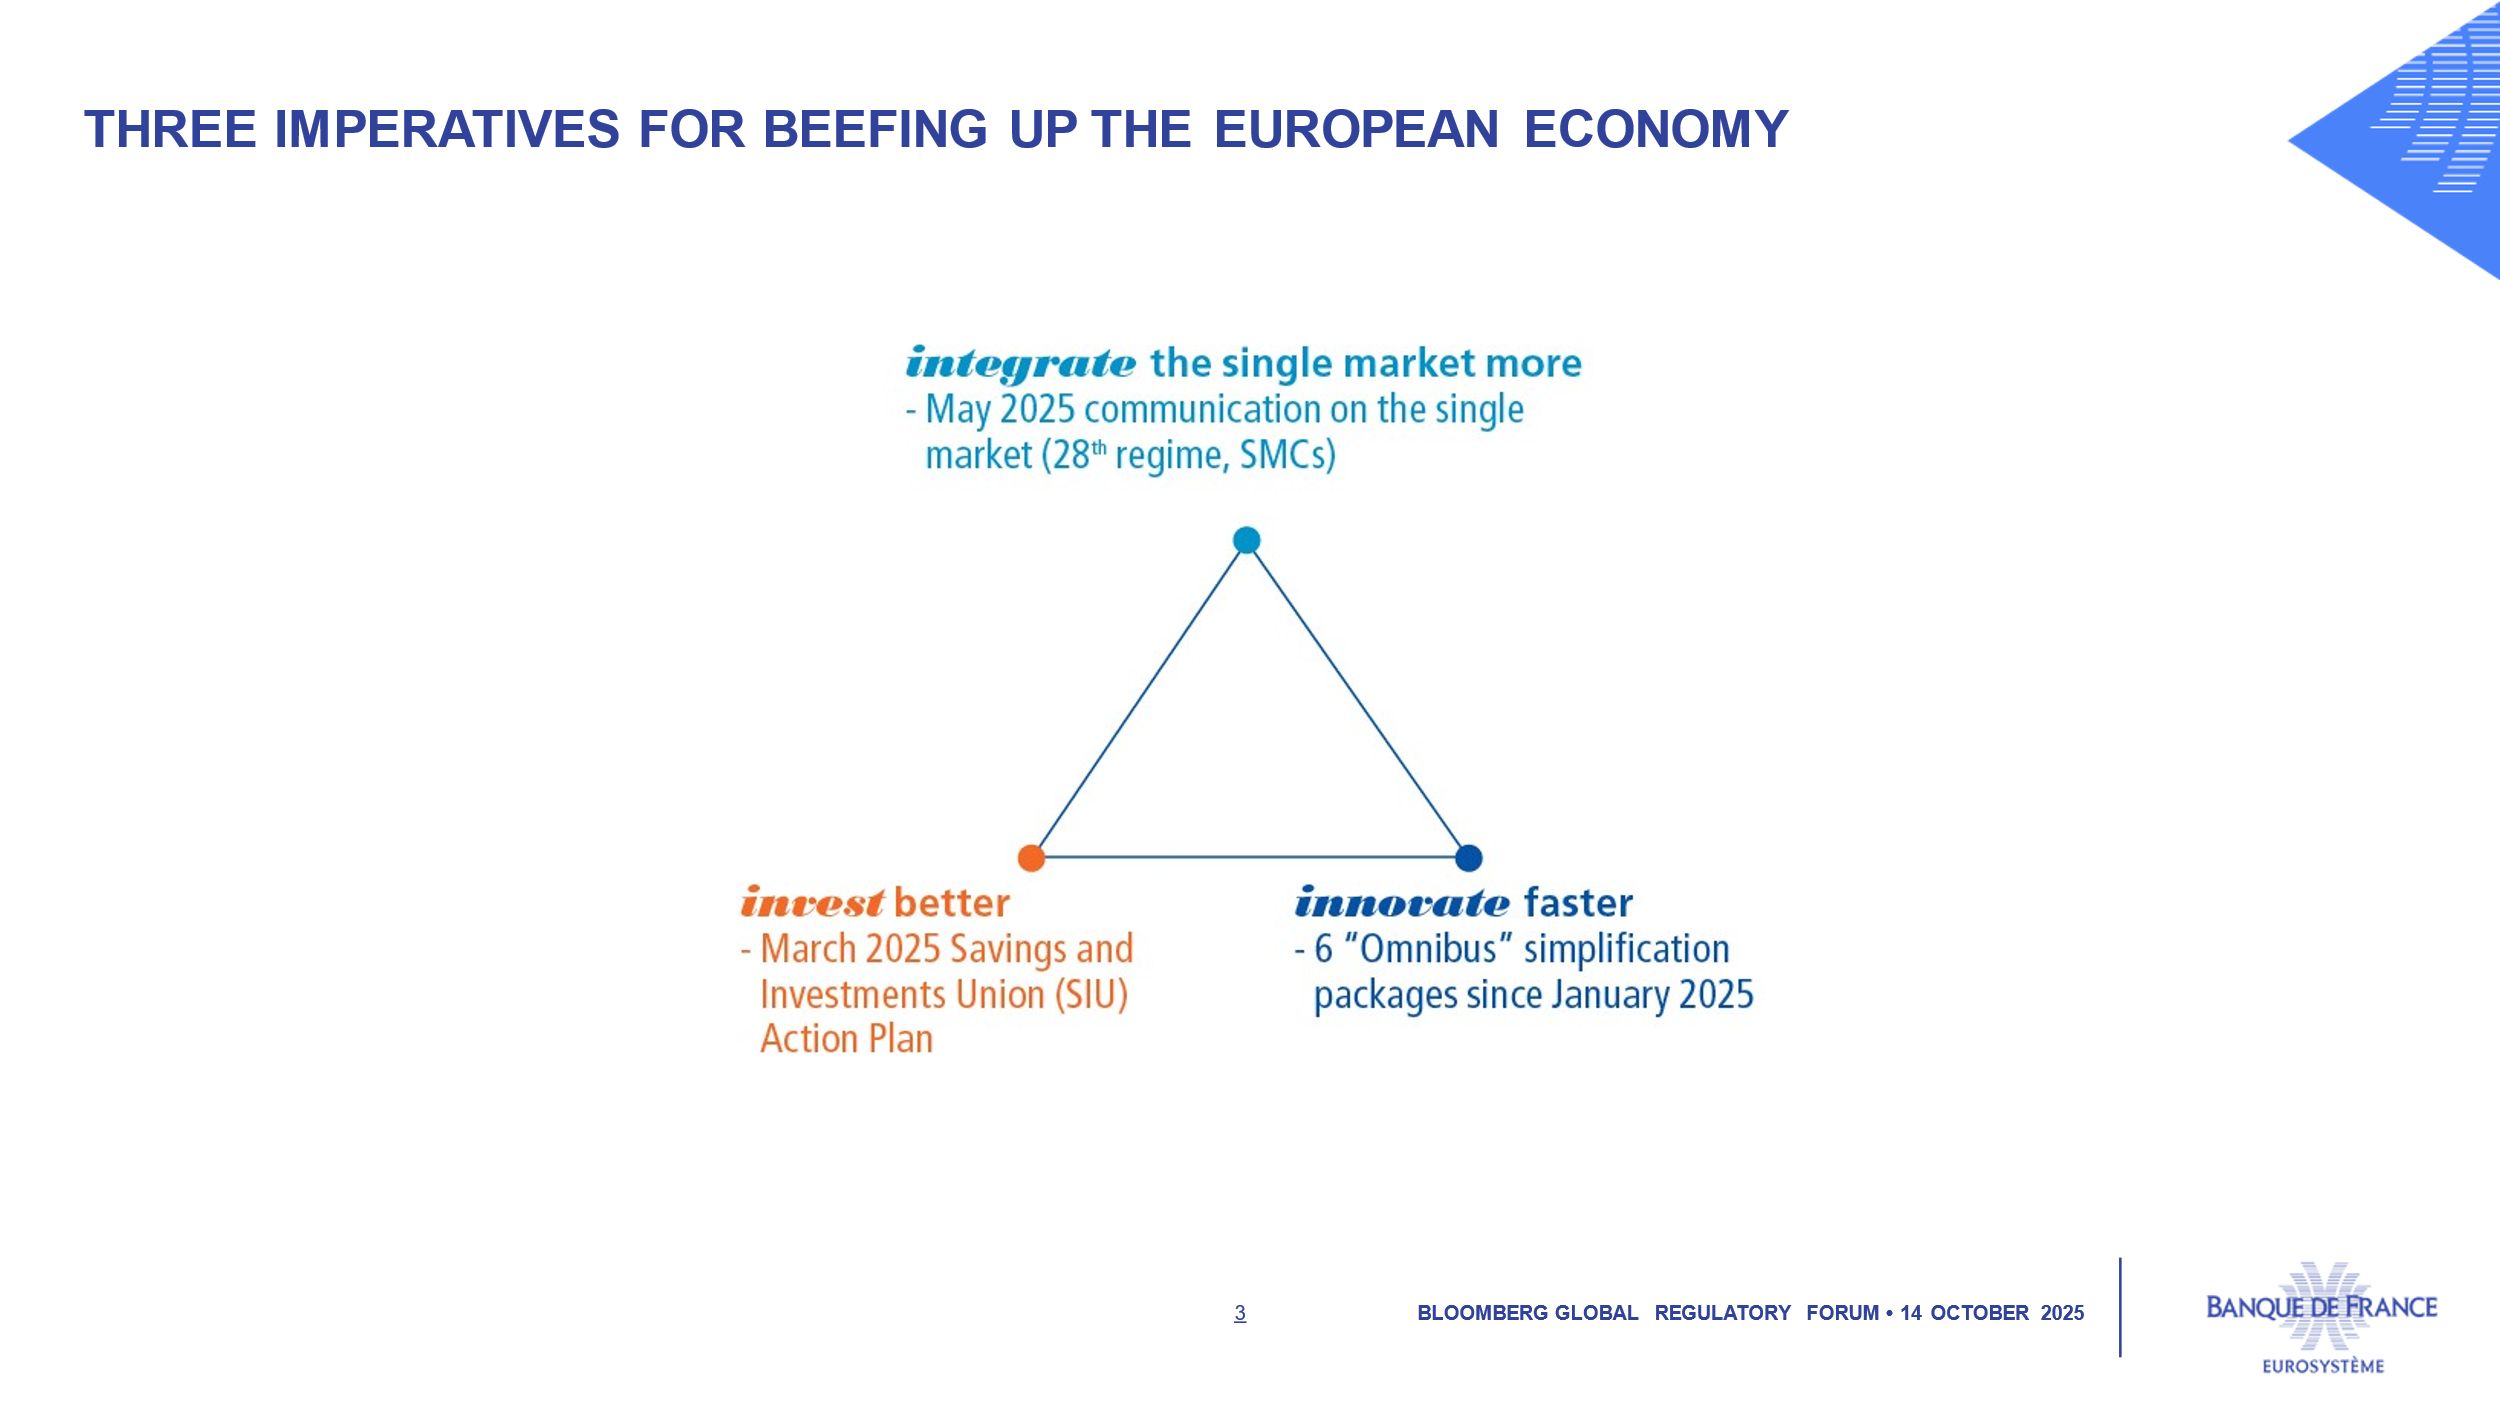 THREE IMPERATIVES FOR BEEFING UP THE EUROPEAN ECONOMY
integrate the single market more
- May 2025 communication on the single
market (28th regime, SMCs)
invest better
- March 2025 Savings and
Investments Union (SIU)
Action Plan
innovate faster
- 6 “Omnibus” simplification
packages since January 2025
3
BLOOMBERG GLOBAL REGULATORY FORUM • 14 OCTOBER 2025
BANQUE DE FRANCE
EUROSYSTÈME